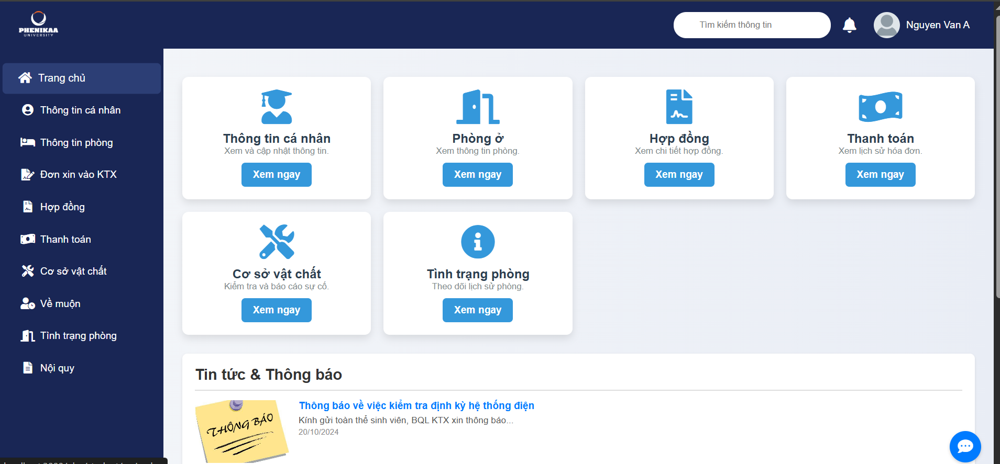 PHENIKAA
UNIVERSITY
Tìm kiếm thông tin
Nguyen Van A
Trang chủ
Thông tin cá nhân
Thông tin phòng
Đơn xin vào KTX
Hợp đồng
Thanh toán
Cơ sở vật chất
Về muộn
Tình trạng phòng
Nội quy
Thông tin cá nhân
Xem và cập nhật thông tin.
Xem ngay
Phòng ở
Xem thông tin phòng.
Xem ngay
Hợp đồng
Xem chi tiết hợp đồng.
Xem ngay
Thanh toán
Xem lịch sử hóa đơn.
Xem ngay
Cơ sở vật chất
Kiểm tra và báo cáo sự cố.
Xem ngay
Tình trạng phòng
Theo dõi lịch sử phòng.
Xem ngay
Tin tức & Thông báo
THÔNG BÁO
Thông báo về việc kiểm tra định kỳ hệ thống điện
Kính gửi toàn thể sinh viên, BQL KTX xin thông báo...
20/10/2024